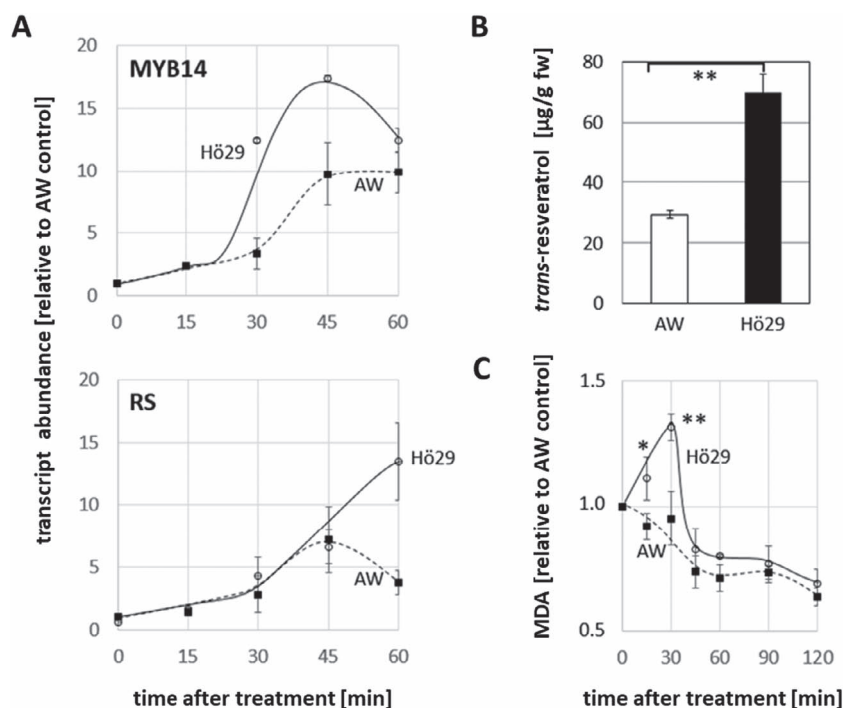 A
transcript abundance [relative to AW control]
MYB14
20
15
10
5
0
Hö29
AW
0 15 30 45 60
RS
20
15
10
5
0
Hö29
AW
0 15 30 45 60
time after treatment [min]
B
trans-resveratrol [µg/g fw]
80
60
40
20
0
**
AW Hö29
C
MDA [relative to AW control]
1.5
1.0
0.5
*
**
Hö29
AW
0 30 60 90 120
time after treatment [min]